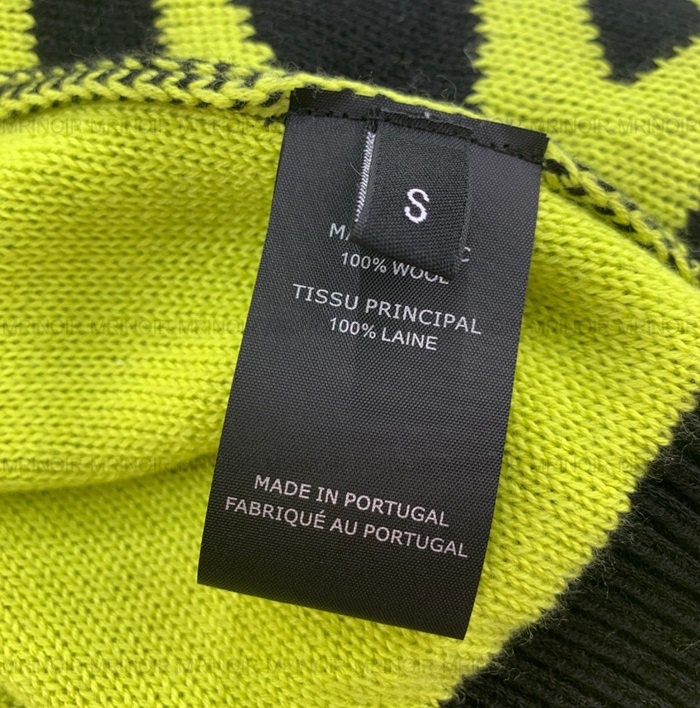 S
100% WOOL
TISSU PRINCIPAL
100% LAINE
MADE IN PORTUGAL
FABRIQUÉ AU PORTUGAL